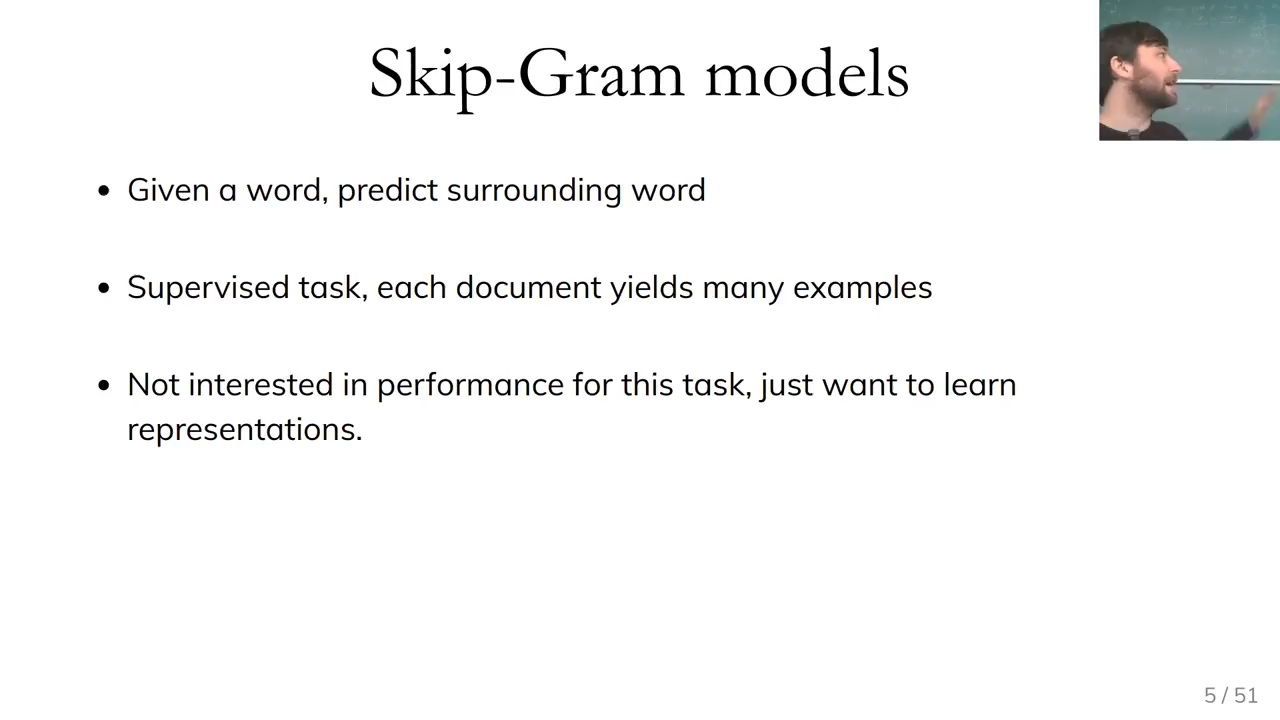 Skip-Gram models
• Given a word, predict surrounding word
• Supervised task, each document yields many examples
• Not interested in performance for this task, just want to learn
representations.
5 / 51